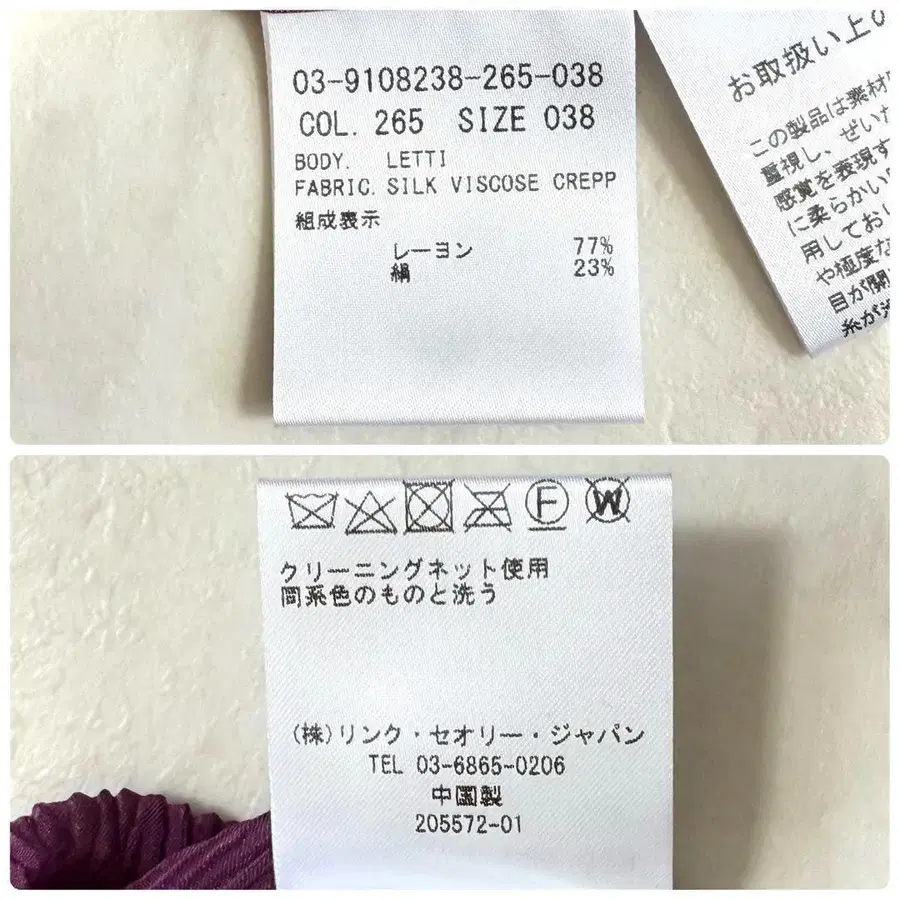 03-9108238-265-038
COL. 265 SIZE 038
BODY. LETTI
FABRIC. SILK VISCOSE CREPP
組成表示
レーヨン 77%
絹 23%
お取扱い上の
この製品は素材
重視し、ぜいた
感覚を表現す
に柔らかい
用しており
や極度な
目が開
糸が
F
W
クリーニングネット使用
同系色のものと洗う
(株)リンク・セオリー・ジャパン
TEL 03-6865-0206
中国製
205572-01